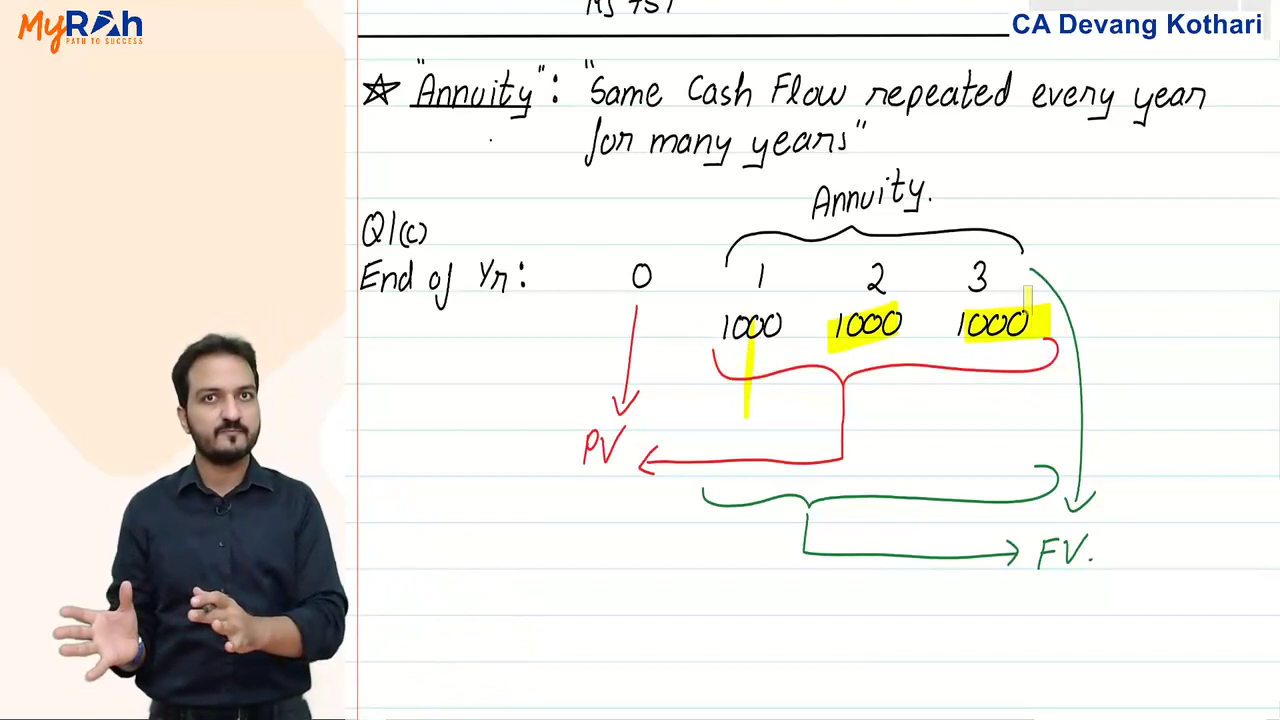 MyRAh
PATH TO SUCCESS
CA Devang Kothari
"Annuity": "Same Cash Flow repeated every year
for many years"
Annuity.
Q1(c)
End of Yr: 0 1 2 3
1000 1000 1000
PV
FV.